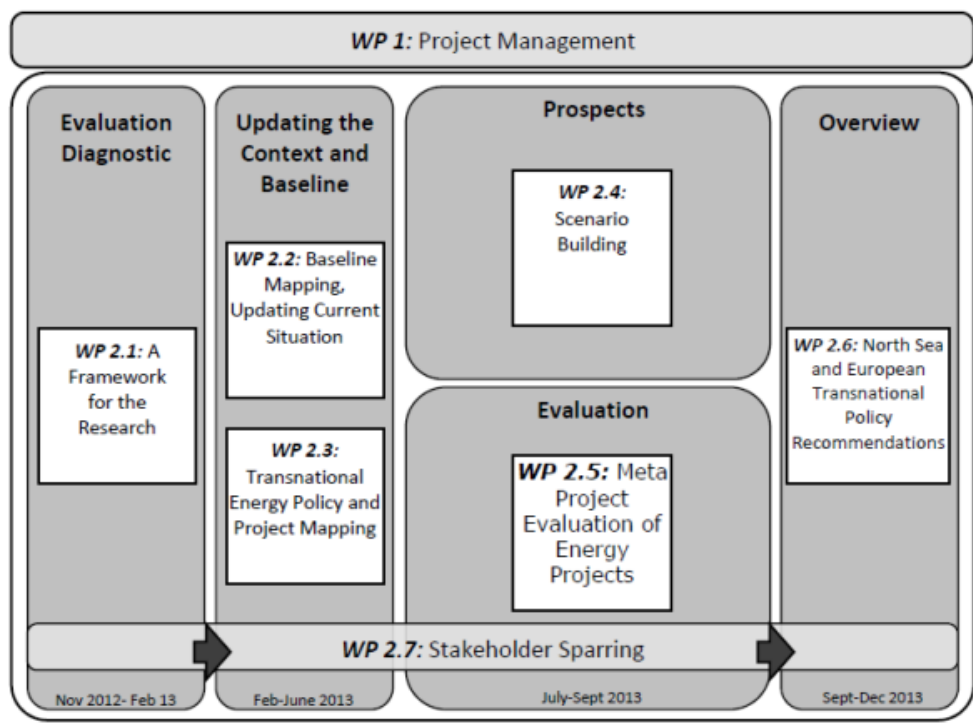 WP 1: Project Management
Evaluation
Diagnostic
WP 2.1: A
Framework
for the
Research
Nov 2012- Feb 13
Updating the
Context and
Baseline
WP 2.2: Baseline
Mapping,
Updating Current
Situation
WP 2.3:
Transnational
Energy Policy and
Project Mapping
Feb-June 2013
Prospects
WP 2.4:
Scenario
Building
Evaluation
WP 2.5: Meta
Project
Evaluation of
Energy
Projects
July-Sept 2013
Overview
WP 2.6: North Sea
and European
Transnational
Policy
Recommendations
Sept-Dec 2013
WP 2.7: Stakeholder Sparring